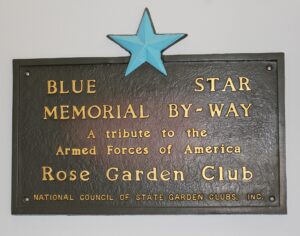 BLUE STAR
MEMORIAL BY-WAY
A tribute to the
Armed Forces of America
Rose Garden Club
NATIONAL COUNCIL OF STATE GARDEN CLUBS, INC.